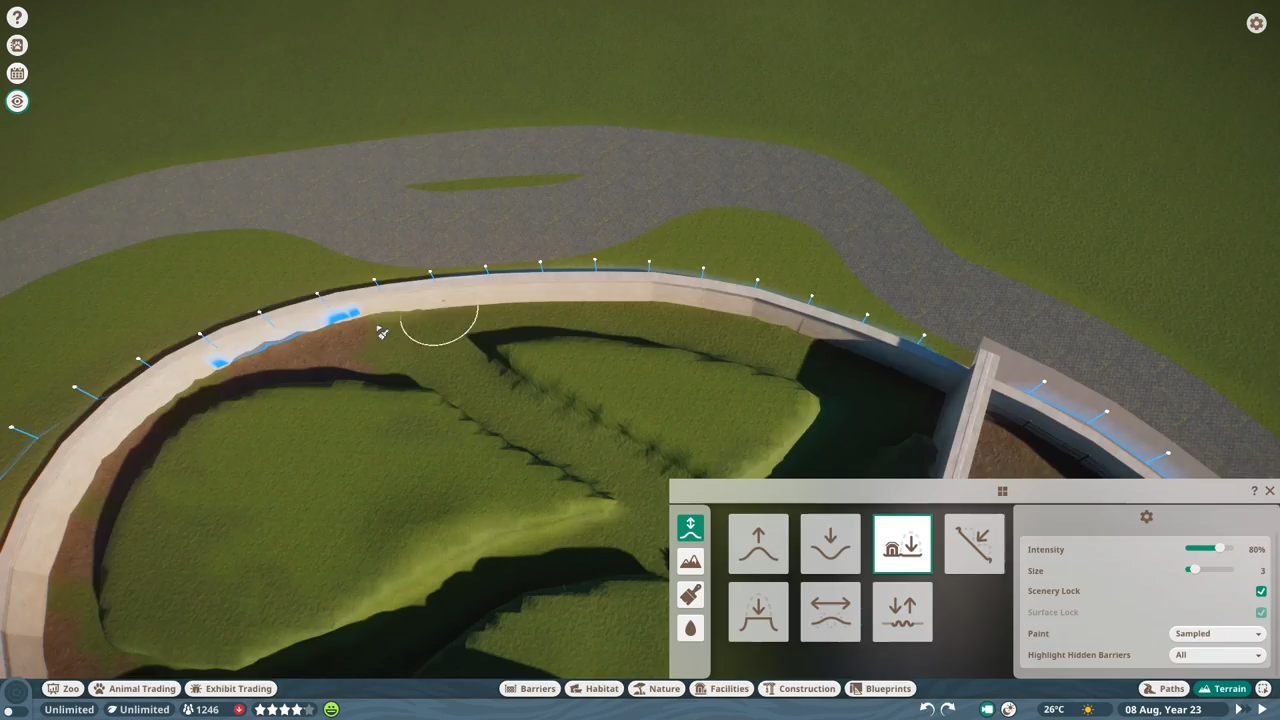 ?
?
Intensity 80%
Size 3
Scenery Lock
Surface Lock
Paint Sampled
Highlight Hidden Barriers All
Zoo Animal Trading Exhibit Trading Barriers Habitat Nature Facilities Construction Blueprints Paths Terrain
Unlimited Unlimited 1246 26°C 08 Aug, Year 23